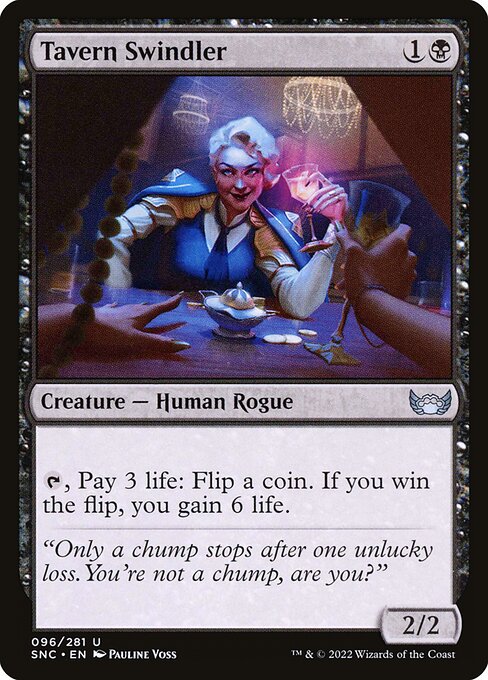 Tavern Swindler 1
Creature — Human Rogue
, Pay 3 life: Flip a coin. If you win
the flip, you gain 6 life.
“Only a chump stops after one unlucky
loss. You're not a chump, are you?”
2/2
096/281 U
SNC • EN Pauline Voss
™ & © 2022 Wizards of the Coast